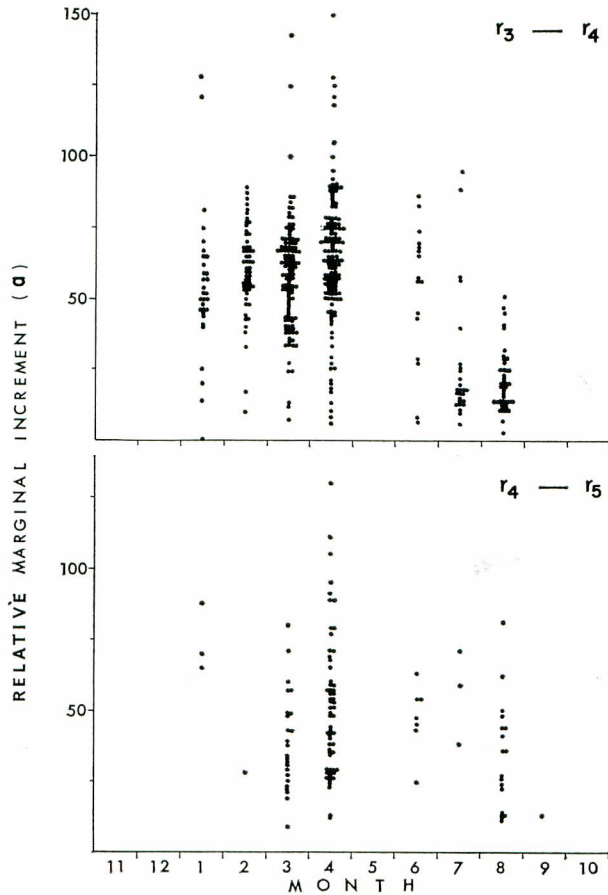 150
r3 — r4
100
50
RELATIVE MARGINAL INCREMENT (a)
r4 — r5
100
50
11 12 1 2 3 4 5 6 7 8 9 10
MONTH